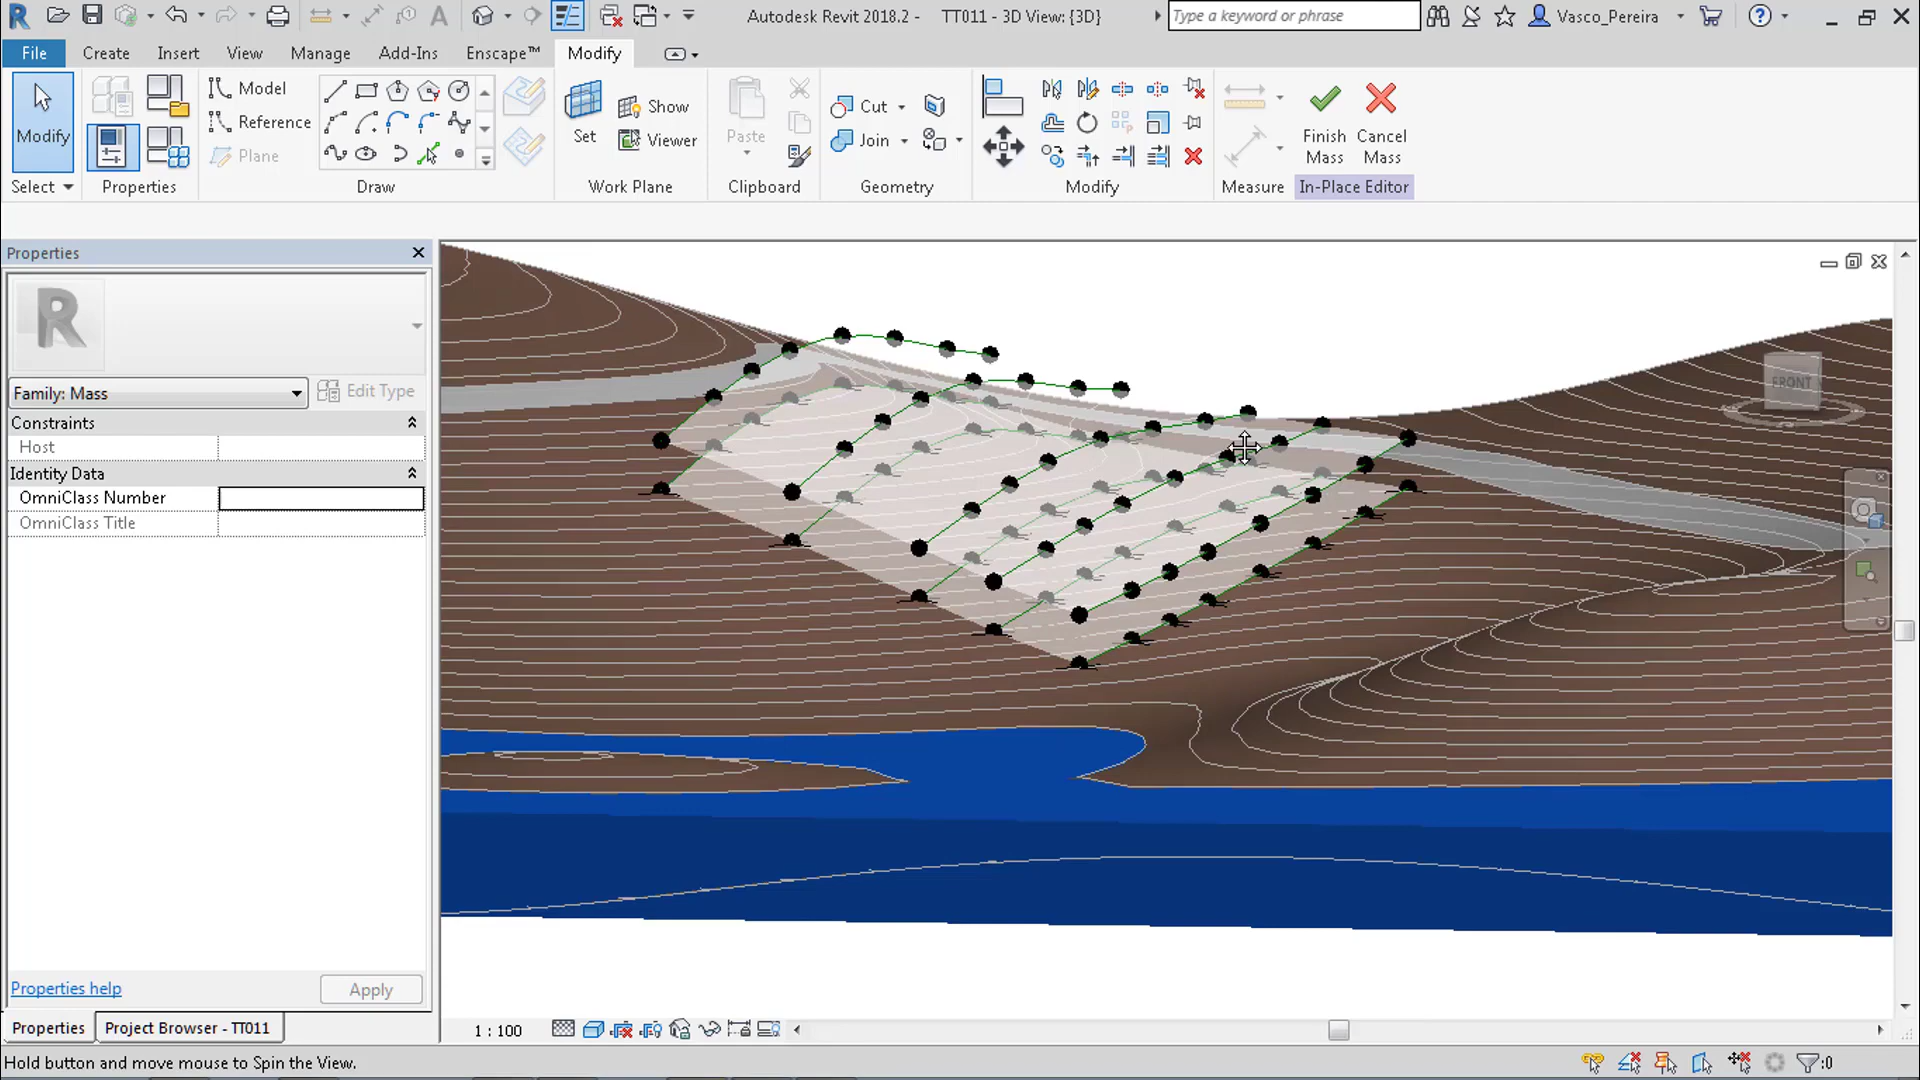 Autodesk Revit 2018.2 - TT011 - 3D View: {3D}
Type a keyword or phrase
Vasco_Pereira
File Create Insert View Manage Add-Ins Enscape™ Modify
Modify
Model
Reference
Plane
Set
Show
Viewer
Paste
Cut
Join
Finish Mass
Cancel Mass
Select Properties Draw Work Plane Clipboard Geometry Modify Measure In-Place Editor
Properties
R
Family: Mass
Edit Type
Constraints
Host
Identity Data
OmniClass Number
OmniClass Title
FRONT
Properties help
Apply
Properties
Project Browser - TT011
1 : 100
Hold button and move mouse to Spin the View.
:0